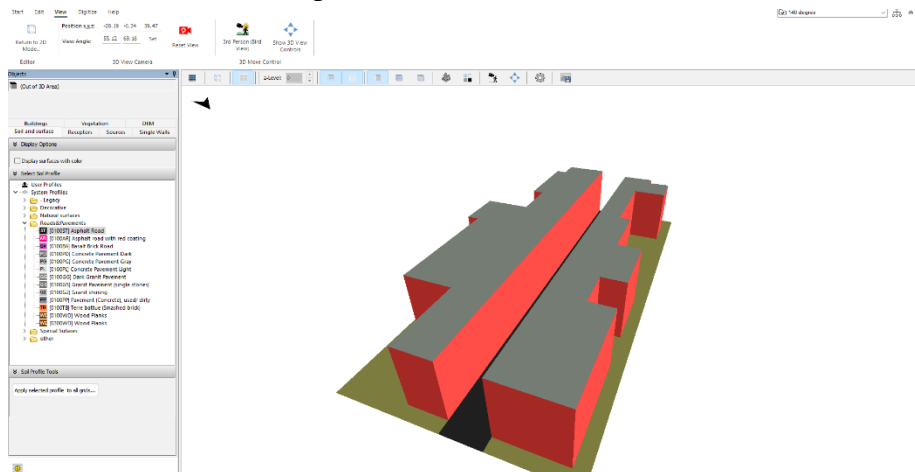 Start Edit View Digitize Help
140 degree
Return to 2D Mode..
Position x,y,z:
View Angle:
Set
Reset View
3rd Person (Bird View)
Show 3D View Controls
Editor
3D View Camera
3D Move Control
Objects
z-Level: 0
(Out of 3D Area)
Buildings Vegetation DEM
Soil and surface Receptors Sources Single Walls
Display Options
Display surfaces with color
Select Soil Profile
User Profiles
System Profiles
- Legacy
Decorative
Natural surfaces
Roads&Pavements
[0100ST] Asphalt Road
[0100AR] Asphalt road with red coating
Basalt Brick Road
[0100PD] Concrete Pavement Dark
[0100PG] Concrete Pavement Gray
[0100PL] Concrete Pavement Light
[0100GG] Dark Granit Pavement
[0100GS] Granit Pavement (single stones)
[0100G2] Granit shining
[0100PP] Pavement (Concrete), used/ dirty
[0100TB] Terre battue (Smashed brick)
[0100WD] Wood Planks
Wood Planks
Special Surfaces
other
Soil Profile Tools
Apply selected profile to all grids...